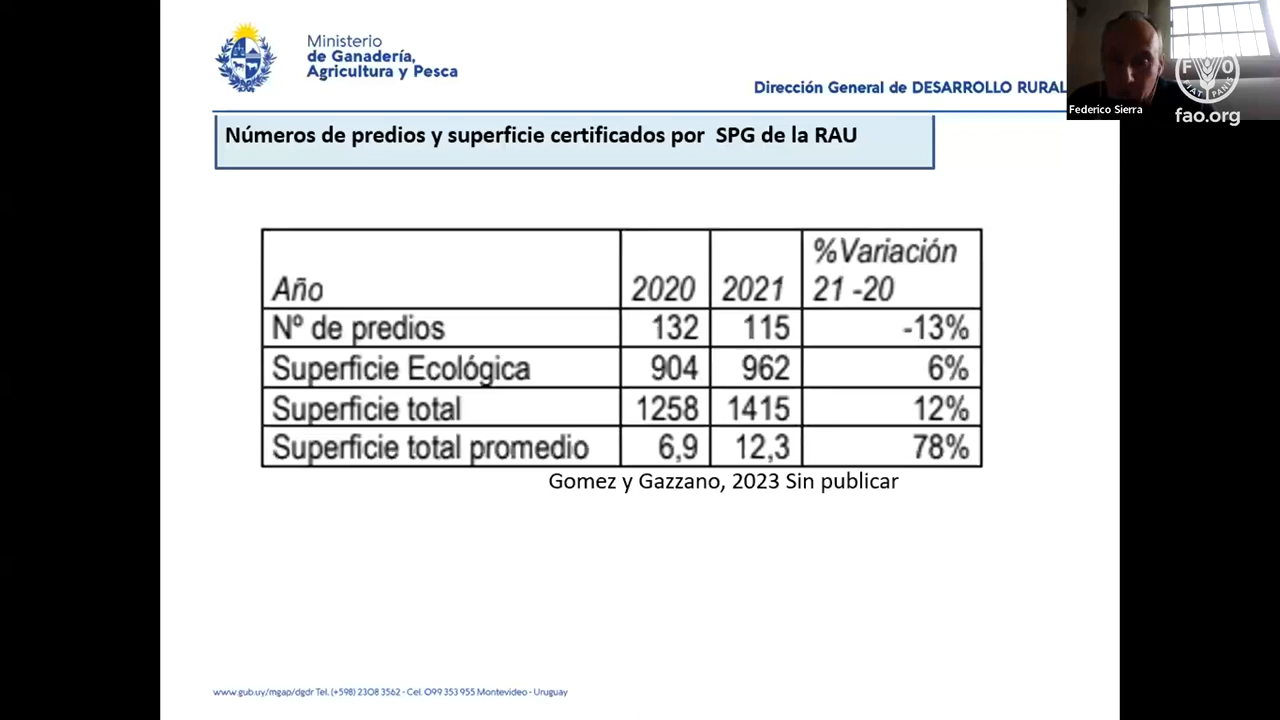 Ministerio
de Ganadería,
Agricultura y Pesca
Dirección General de DESARROLLO RURAL
Federico Sierra
F O
FIAT PANIS
fao.org
Números de predios y superficie certificados por SPG de la RAU
Año 2020 2021 %Variación 21 -20
Nº de predios 132 115 -13%
Superficie Ecológica 904 962 6%
Superficie total 1258 1415 12%
Superficie total promedio 6,9 12,3 78%
Gomez y Gazzano, 2023 Sin publicar
www.gub.uy/mgap/dgdr Tel. (+598) 2308 3562 - Cel. 099 353 955 Montevideo - Uruguay